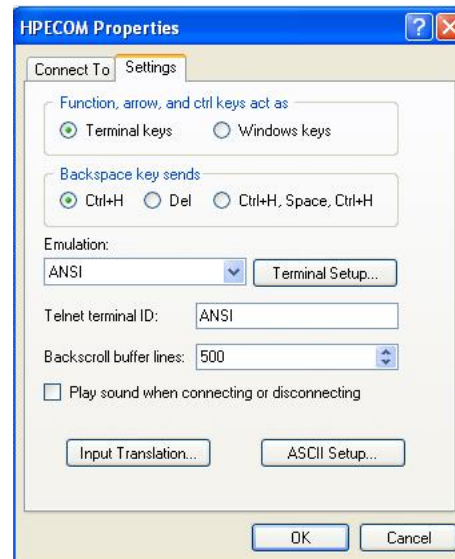 HPECOM Properties
Connect To Settings
Function, arrow, and ctrl keys act as
Terminal keys Windows keys
Backspace key sends
Ctrl+H Del Ctrl+H, Space, Ctrl+H
Emulation:
ANSI Terminal Setup...
Telnet terminal ID: ANSI
Backscroll buffer lines: 500
Play sound when connecting or disconnecting
Input Translation... ASCII Setup...
OK Cancel